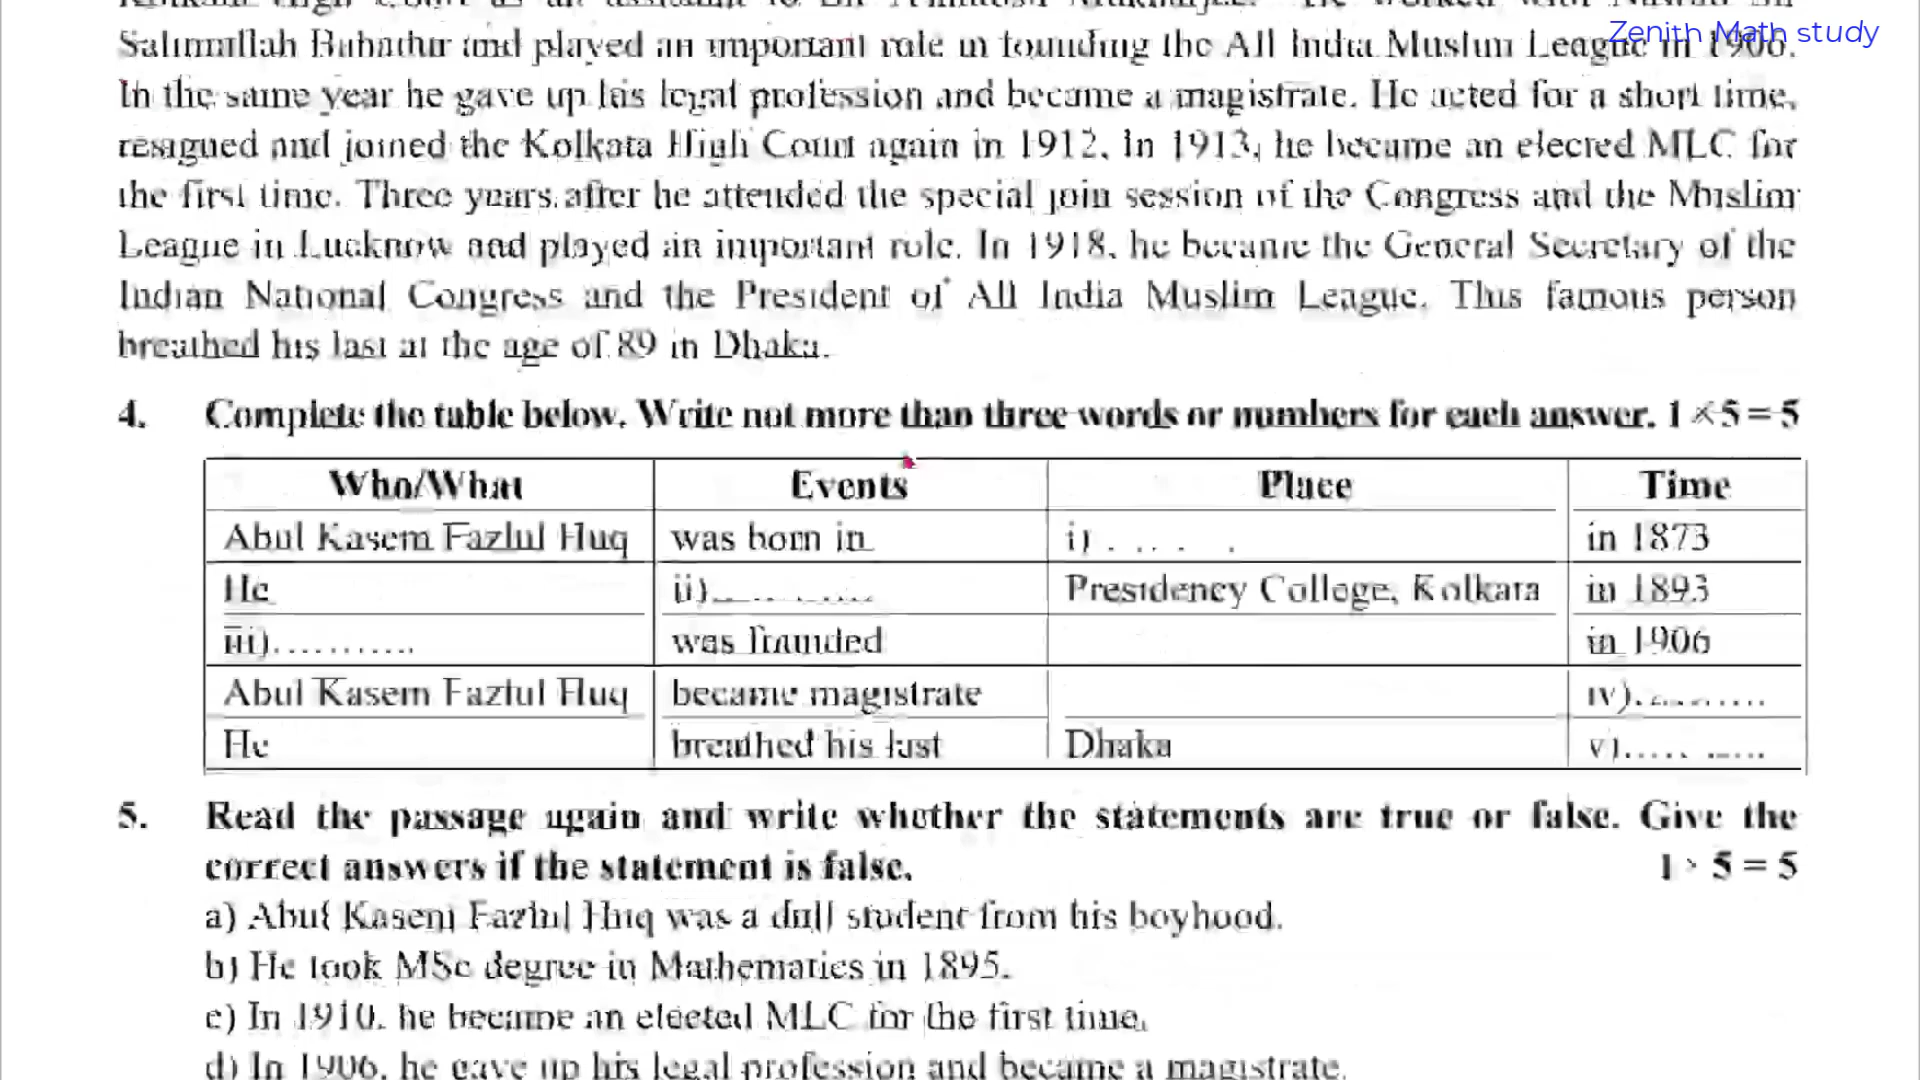 Zenith Math study
Salimullah Bahadur and played an important role in founding the All India Muslim League in 1906.
In the same year he gave up his legal profession and became a magistrate. He acted for a short time,
resigned and joined the Kolkata High Court again in 1912. In 1913, he became an elected MLC for
the first time. Three years after he attended the special join session of the Congress and the Muslim
League in Lucknow and played an important role. In 1918, he became the General Secretary of the
Indian National Congress and the President of All India Muslim League. This famous person
breathed his last at the age of 89 in Dhaka.
4. Complete the table below. Write not more than three words or numbers for each answer. 1 × 5 = 5
Who/What Events Place Time
Abul Kasem Fazlul Huq was born in i) ........ in 1873
He ii)............ Presidency College, Kolkata in 1893
iii)........... was founded in 1906
Abul Kasem Fazlul Huq became magistrate iv)..........
He breathed his last Dhaka v)..........
5. Read the passage again and write whether the statements are true or false. Give the
correct answers if the statement is false. 1 × 5 = 5
a) Abul Kasem Fazlul Huq was a dull student from his boyhood.
b) He took MSc degree in Mathematics in 1895.
c) In 1910, he became an elected MLC for the first time.
d) In 1906, he gave up his legal profession and became a magistrate.